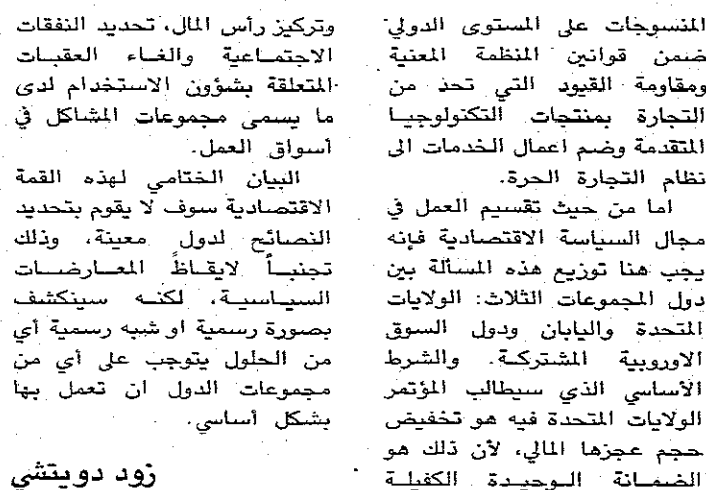 المنسوجات على المستوى الدولي
ضمن قوانين المنظمة المعنية
ومقاومة القيود التي تحد من
التجارة بمنتجات التكنولوجيا
المتقدمة وضم اعمال الخدمات الى
نظام التجارة الحرة.
اما من حيث تقسيم العمل في
مجال السياسة الاقتصادية فإنه
يجب هنا توزيع هذه المسألة بين
دول المجموعات الثلاث: الولايات
المتحدة واليابان ودول السوق
الاوروبية المشتركة. والشرط
الأساسي الذي سيطالب المؤتمر
الولايات المتحدة فيه هو تخفيض
حجم عجزها المالي، لأن ذلك هو
الضمانة الوحيدة الكفيلة
وتركيز رأس المال، تحديد النفقات
الاجتماعية والغاء العقبات
المتعلقة بشؤون الاستخدام لدى
ما يسمى مجموعات المشاكل في
أسواق العمل.
البيان الختامي لهذه القمة
الاقتصادية سوف لا يقوم بتحديد
النصائح لدول معينة، وذلك
تجنباً لايقاظ المعارضات
السياسية، لكنه سينكشف
بصورة رسمية او شبه رسمية أي
من الحلول يتوجب على أي من
مجموعات الدول ان تعمل بها
بشكل أساسي.
زود دويتشي